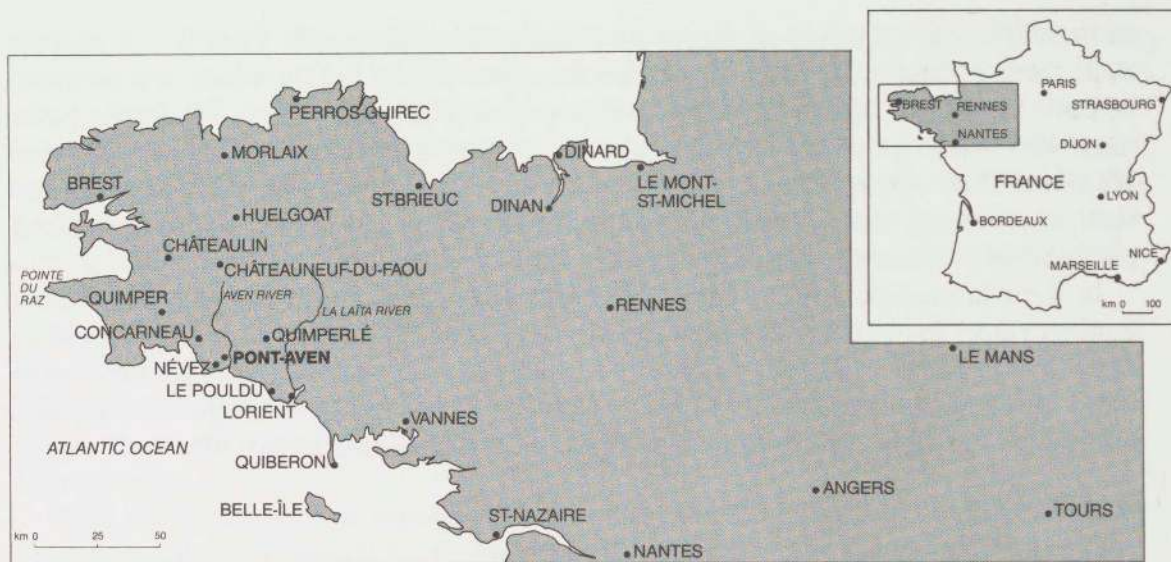 PERROS-GUIREC
MORLAIX
BREST
HUELGOAT
ST-BRIEUC
DINARD
DINAN
LE MONT-
ST-MICHEL
CHÂTEAULIN
CHÂTEAUNEUF-DU-FAOU
POINTE
DU
RAZ
AVEN RIVER
LA LAÏTA RIVER
QUIMPER
CONCARNEAU
QUIMPERLÉ
PONT-AVEN
NÉVEZ
LE POULDU
LORIENT
RENNES
LE MANS
VANNES
ATLANTIC OCEAN
QUIBERON
BELLE-ÎLE
ANGERS
TOURS
ST-NAZAIRE
NANTES
km 0 25 50
PARIS
STRASBOURG
BREST
RENNES
NANTES
DIJON
FRANCE
LYON
BORDEAUX
NICE
MARSEILLE
km 0 100